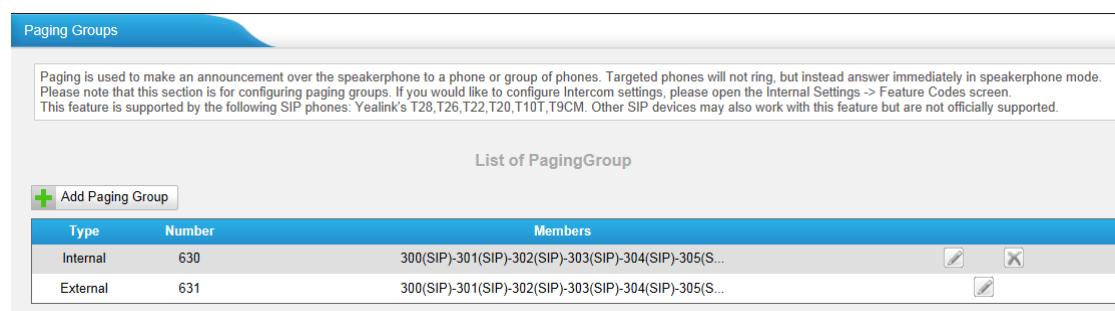 Paging Groups
Paging is used to make an announcement over the speakerphone to a phone or group of phones. Targeted phones will not ring, but instead answer immediately in speakerphone mode.
Please note that this section is for configuring paging groups. If you would like to configure Intercom settings, please open the Internal Settings -> Feature Codes screen.
This feature is supported by the following SIP phones: Yealink's T28,T26,T22,T20,T10T,T9CM. Other SIP devices may also work with this feature but are not officially supported.
List of PagingGroup
Add Paging Group
Type Number Members
Internal 630 300(SIP)-301(SIP)-302(SIP)-303(SIP)-304(SIP)-305(S...
External 631 300(SIP)-301(SIP)-302(SIP)-303(SIP)-304(SIP)-305(S...